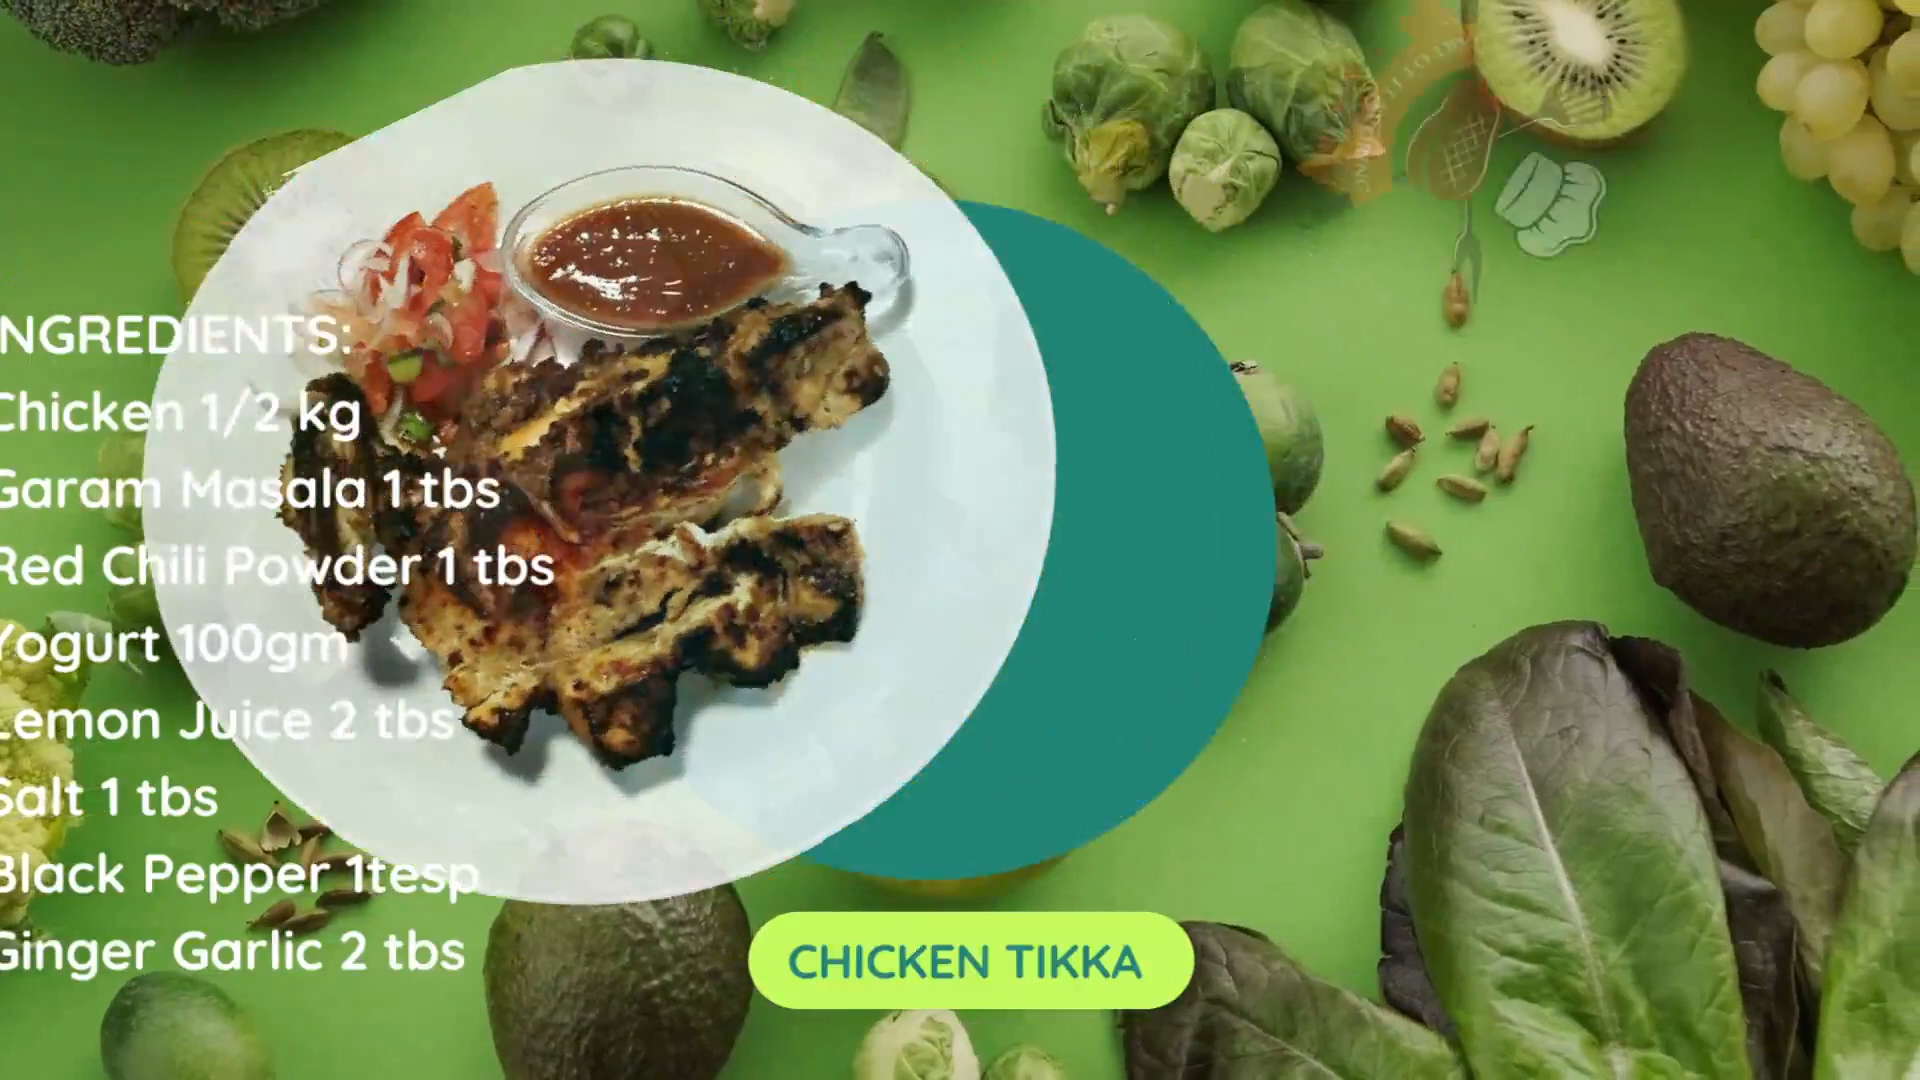 INGREDIENTS:
Chicken 1/2 kg
Garam Masala 1 tbs
Red Chili Powder 1 tbs
Yogurt 100gm
Lemon Juice 2 tbs
Salt 1 tbs
Black Pepper 1tesp
Ginger Garlic 2 tbs
CHICKEN TIKKA